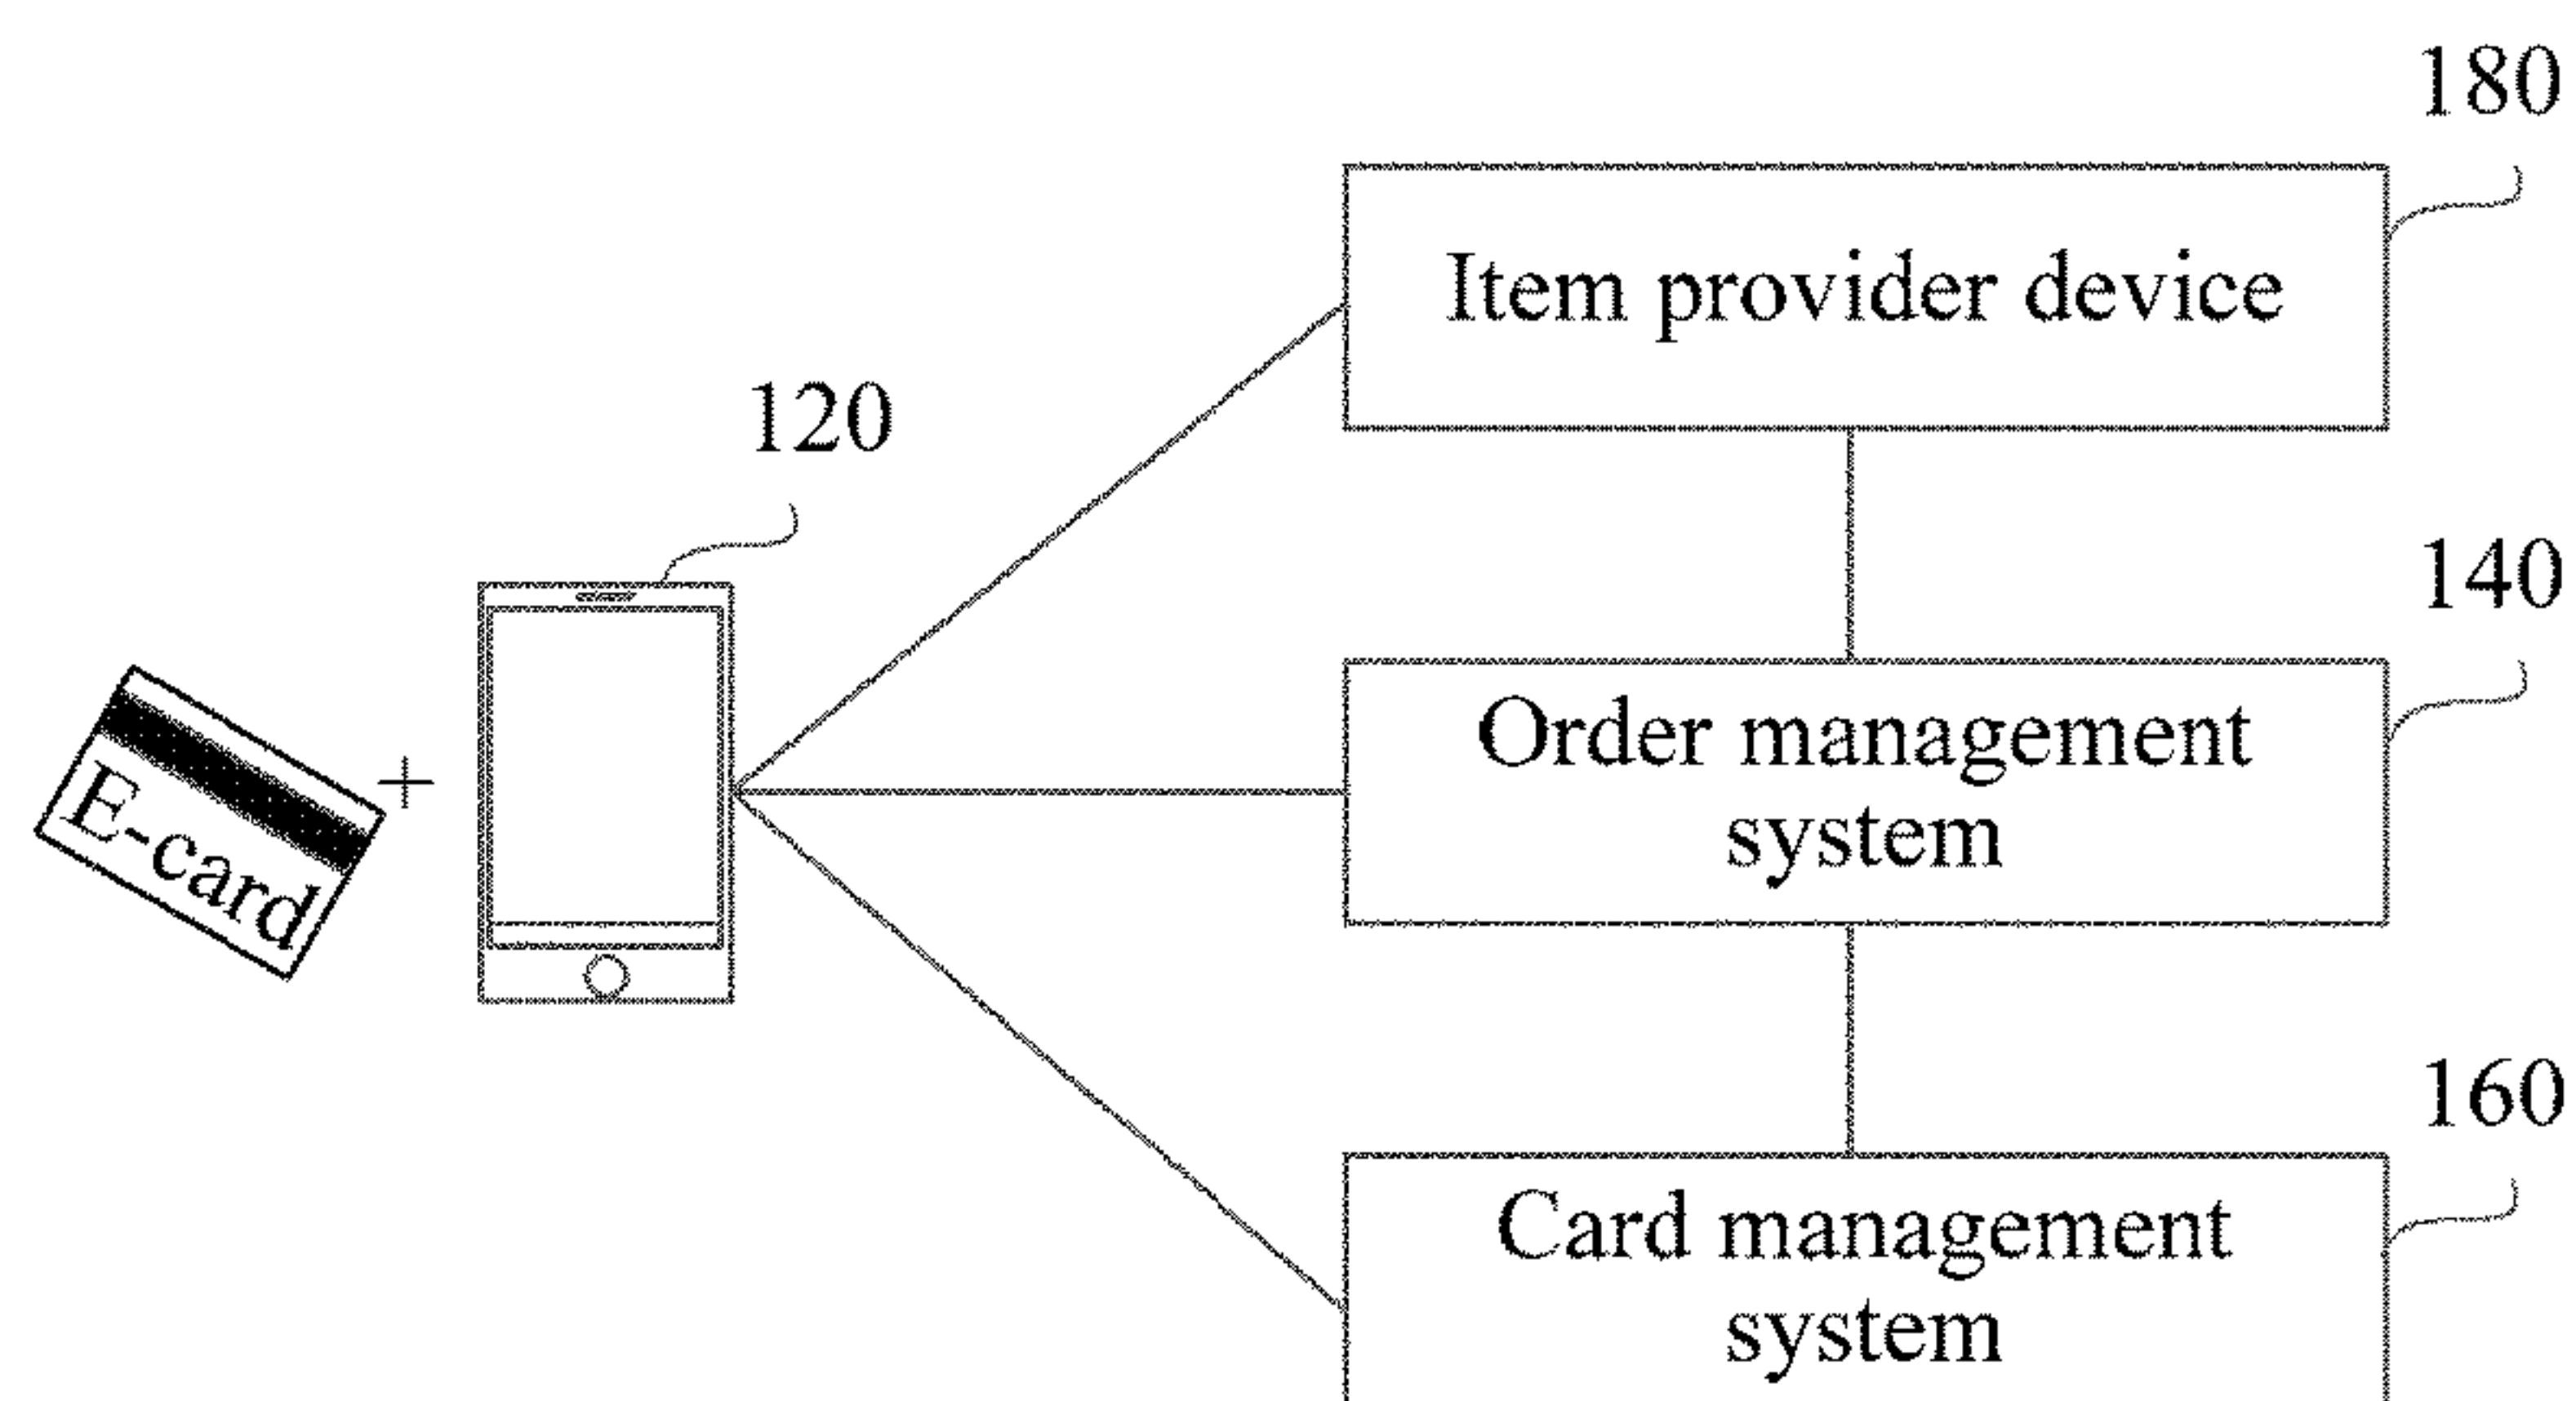 180
Item provider device
120
140
Order management
system
E-card
+
160
Card management
system